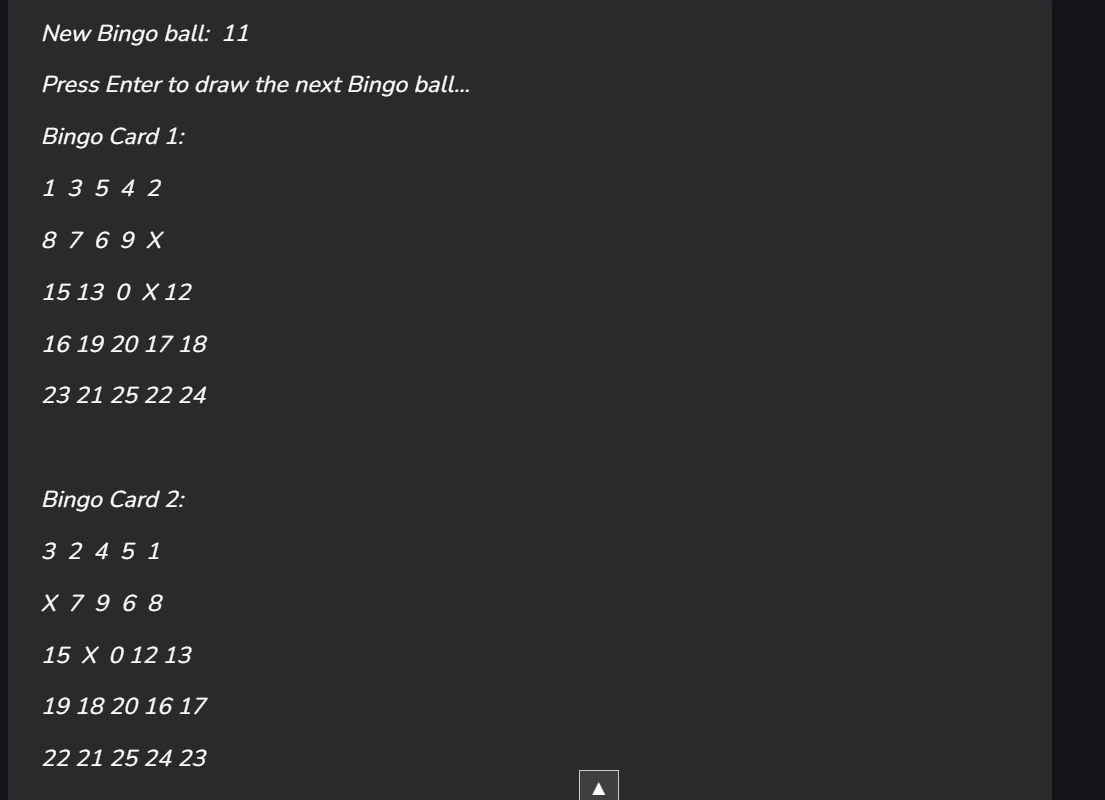 New Bingo ball:  11
Press Enter to draw the next Bingo ball...
Bingo Card 1:
1  3  5  4  2
8  7  6  9  X
15 13  0  X 12
16 19 20 17 18
23 21 25 22 24
Bingo Card 2:
3  2  4  5  1
X  7  9  6  8
15  X  0 12 13
19 18 20 16 17
22 21 25 24 23